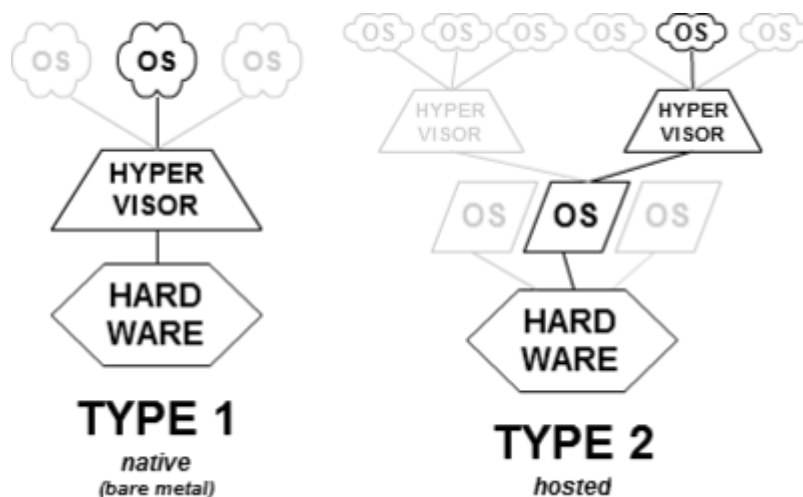 OS OS OS
HYPER
VISOR
HARD
WARE
TYPE 1
native
(bare metal)
OS OS OS OS OS OS
HYPER
VISOR
HYPER
VISOR
OS OS OS
HARD
WARE
TYPE 2
hosted